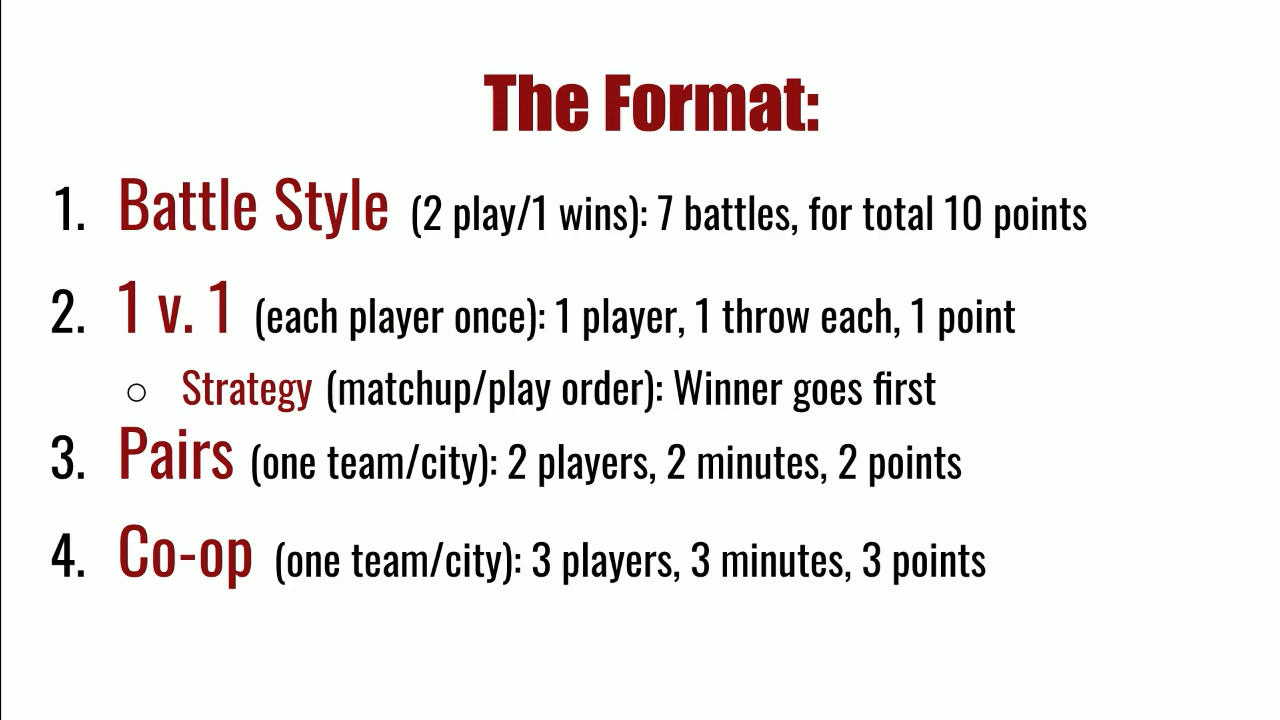 The Format:
1. Battle Style (2 play/1 wins): 7 battles, for total 10 points
2. 1 v. 1 (each player once): 1 player, 1 throw each, 1 point
○ Strategy (matchup/play order): Winner goes first
3. Pairs (one team/city): 2 players, 2 minutes, 2 points
4. Co-op (one team/city): 3 players, 3 minutes, 3 points